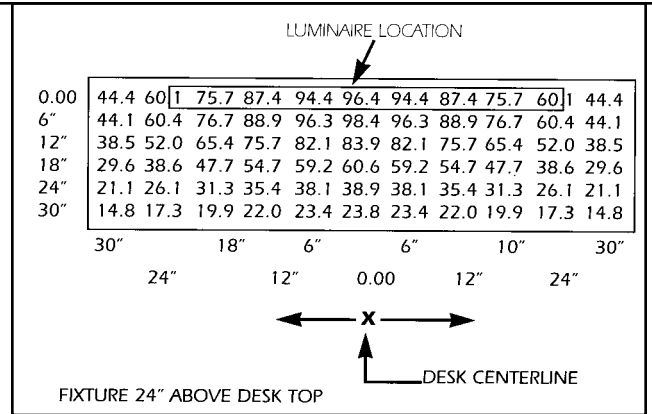 LUMINAIRE LOCATION
0.00 44.4 60.1 75.7 87.4 94.4 96.4 94.4 87.4 75.7 60.1 44.4
6" 44.1 60.4 76.7 88.9 96.3 98.4 96.3 88.9 76.7 60.4 44.1
12" 38.5 52.0 65.4 75.7 82.1 83.9 82.1 75.7 65.4 52.0 38.5
18" 29.6 38.6 47.7 54.7 59.2 60.6 59.2 54.7 47.7 38.6 29.6
24" 21.1 26.1 31.3 35.4 38.1 38.9 38.1 35.4 31.3 26.1 21.1
30" 14.8 17.3 19.9 22.0 23.4 23.8 23.4 22.0 19.9 17.3 14.8
30" 18" 6" 6" 10" 30"
24" 12" 0.00 12" 24"
X
DESK CENTERLINE
FIXTURE 24" ABOVE DESK TOP